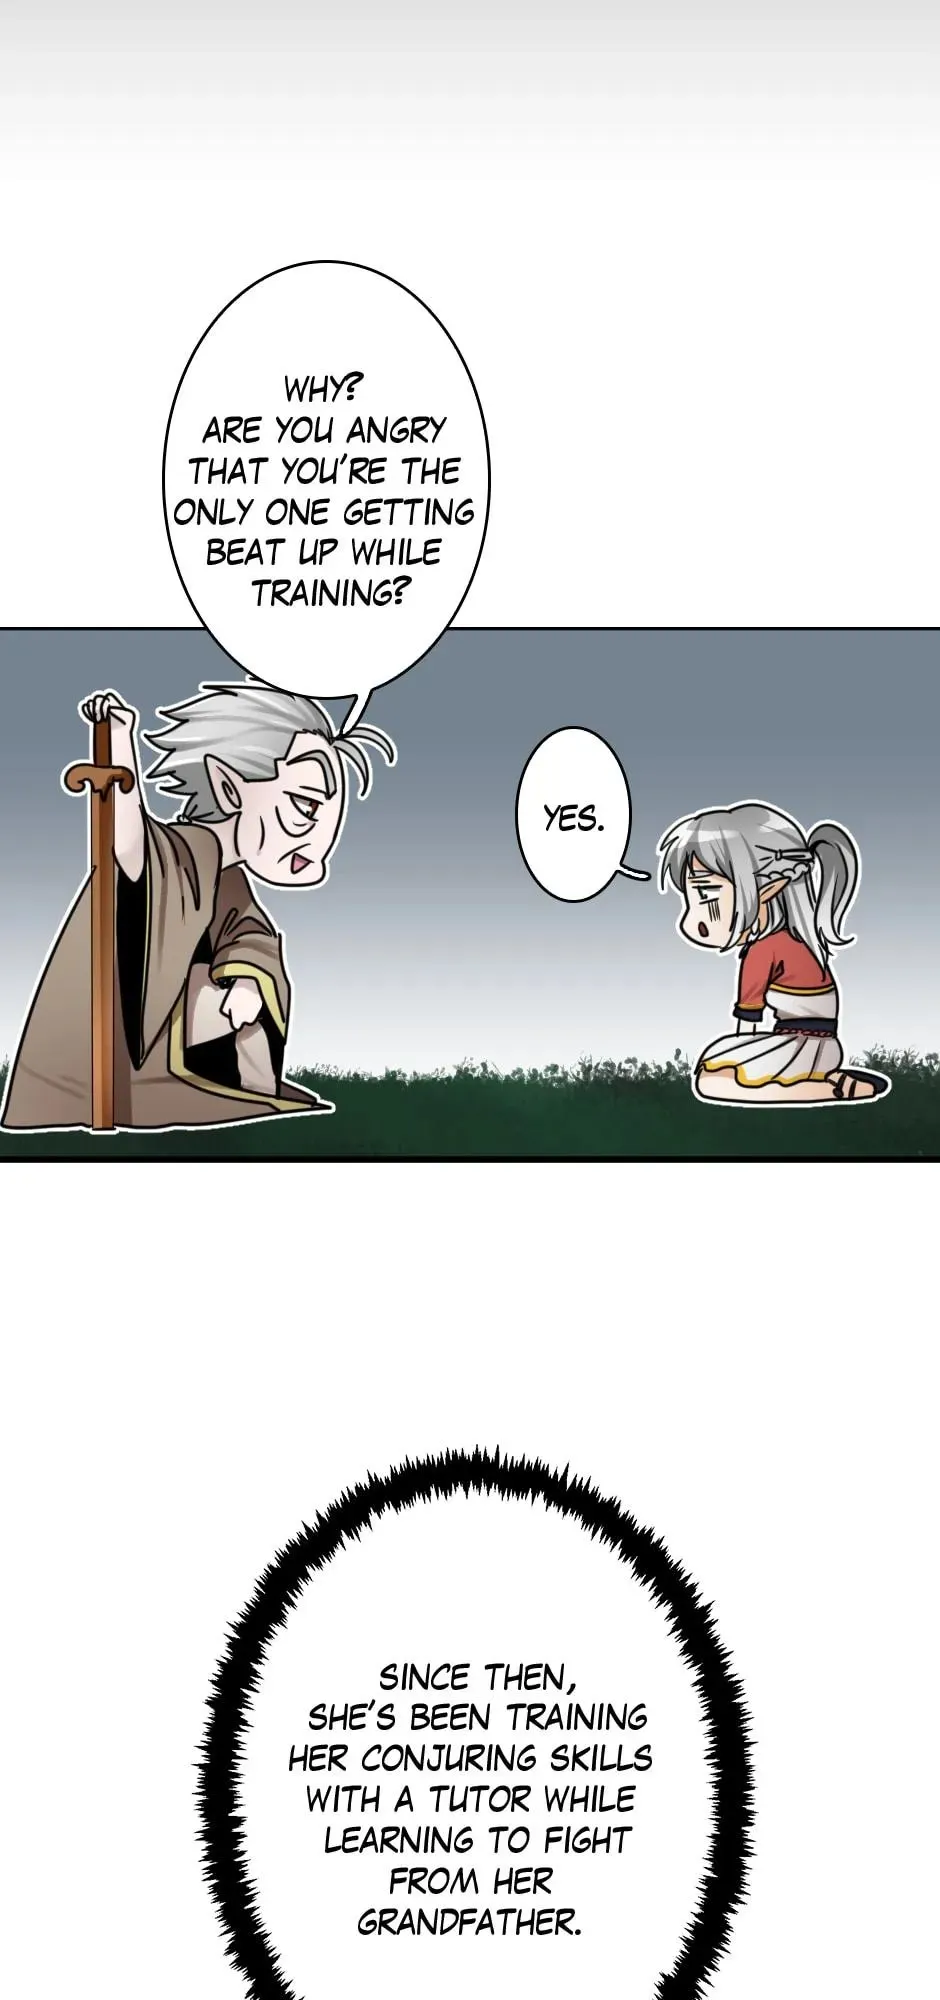 WHY?
ARE YOU ANGRY
THAT YOU'RE THE
ONLY ONE GETTING
BEAT UP WHILE
TRAINING?
YES.
SINCE THEN,
SHE'S BEEN TRAINING
HER CONJURING SKILLS
WITH A TUTOR WHILE
LEARNING TO FIGHT
FROM HER
GRANDFATHER.